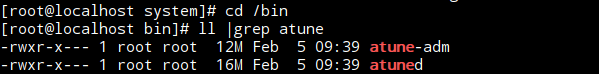 [root@localhost system]# cd /bin
[root@localhost bin]# ll |grep atune
-rwxr-x--- 1 root root  12M Feb  5 09:39 atune-adm
-rwxr-x--- 1 root root  16M Feb  5 09:39 atuned